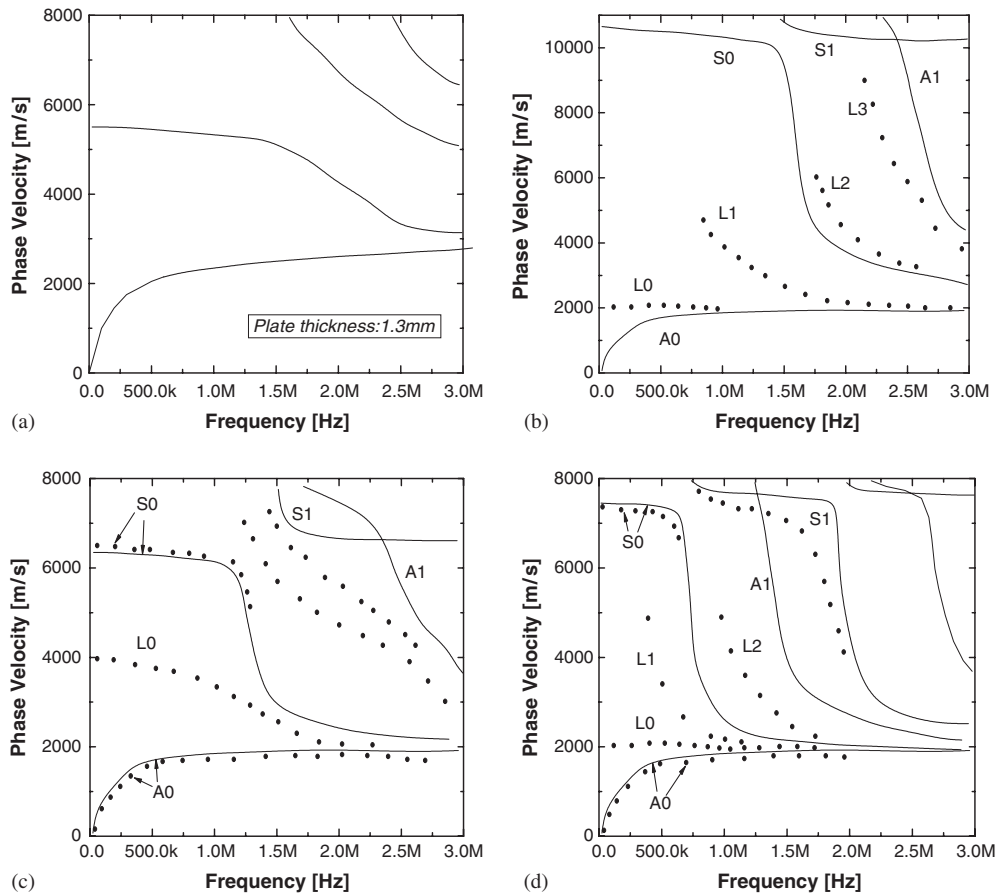 8000
6000
4000
2000
0
Phase Velocity [m/s]
Plate thickness:1.3mm
0.0 500.0k 1.0M 1.5M 2.0M 2.5M 3.0M
Frequency [Hz]
(a)
10000
8000
6000
4000
2000
0
Phase Velocity [m/s]
S0
S1
A1
L3
L2
L1
L0
A0
0.0 500.0k 1.0M 1.5M 2.0M 2.5M 3.0M
Frequency [Hz]
(b)
8000
6000
4000
2000
0
Phase Velocity [m/s]
S0
S1
A1
L0
A0
0.0 500.0k 1.0M 1.5M 2.0M 2.5M 3.0M
Frequency [Hz]
(c)
8000
6000
4000
2000
0
Phase Velocity [m/s]
S0
S1
A1
L1
L2
L0
A0
0.0 500.0k 1.0M 1.5M 2.0M 2.5M 3.0M
Frequency [Hz]
(d)